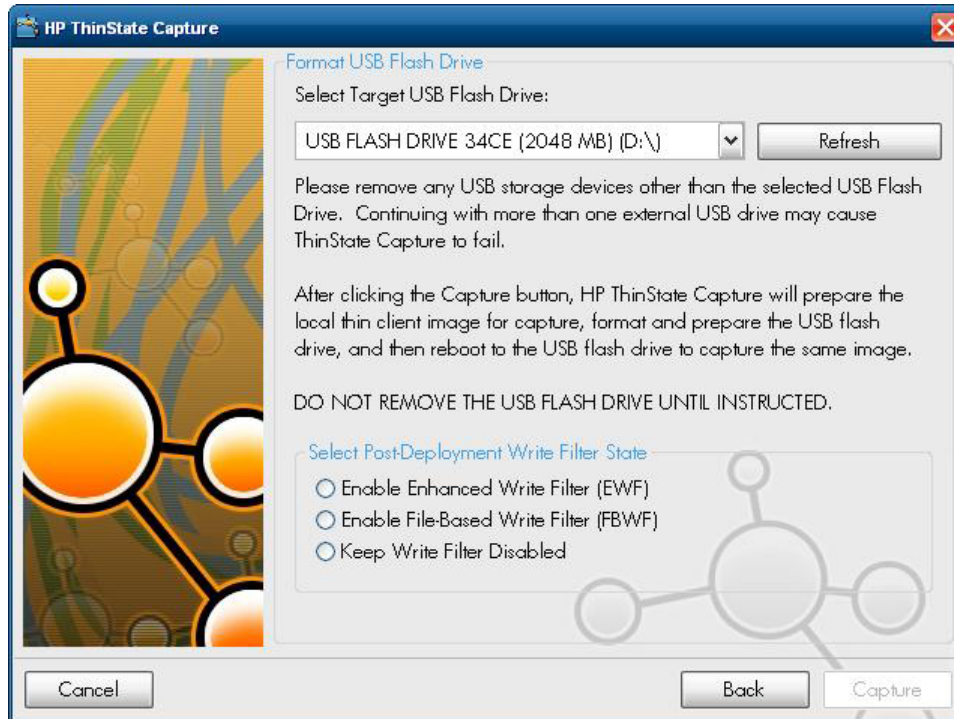 HP ThinState Capture
Format USB Flash Drive
Select Target USB Flash Drive:
USB FLASH DRIVE 34CE (2048 MB) (D:\)
Refresh
Please remove any USB storage devices other than the selected USB Flash
Drive. Continuing with more than one external USB drive may cause
ThinState Capture to fail.
After clicking the Capture button, HP ThinState Capture will prepare the
local thin client image for capture, format and prepare the USB flash
drive, and then reboot to the USB flash drive to capture the same image.
DO NOT REMOVE THE USB FLASH DRIVE UNTIL INSTRUCTED.
Select Post-Deployment Write Filter State
Enable Enhanced Write Filter (EWF)
Enable File-Based Write Filter (FBWF)
Keep Write Filter Disabled
Cancel
Back
Capture